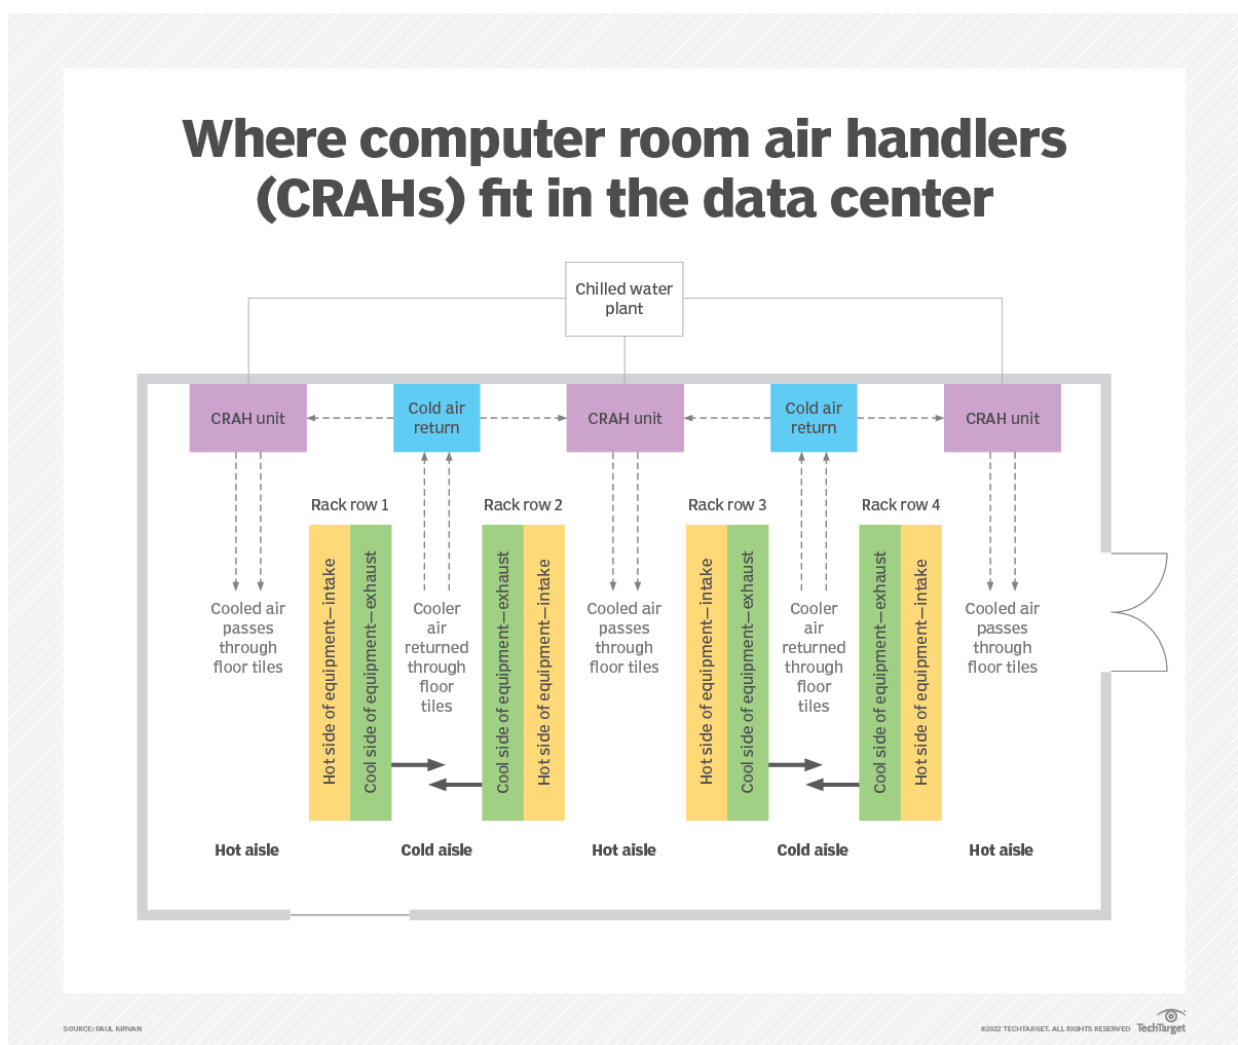 Where computer room air handlers
(CRAHs) fit in the data center
Chilled water
plant
CRAH unit
Cold air
return
CRAH unit
Cold air
return
CRAH unit
Rack row 1
Rack row 2
Rack row 3
Rack row 4
Cooled air
passes
through
floor tiles
Hot side of equipment—intake
Cool side of equipment—exhaust
Cooler
air
returned
through
floor
tiles
Cool side of equipment—exhaust
Hot side of equipment—intake
Cooled air
passes
through
floor tiles
Hot side of equipment—intake
Cool side of equipment—exhaust
Cooler
air
returned
through
floor
tiles
Cool side of equipment—exhaust
Hot side of equipment—intake
Cooled air
passes
through
floor tiles
Hot aisle
Cold aisle
Hot aisle
Cold aisle
Hot aisle
SOURCE: PAUL KIRVAN
©2022 TECHTARGET. ALL RIGHTS RESERVED
TechTarget